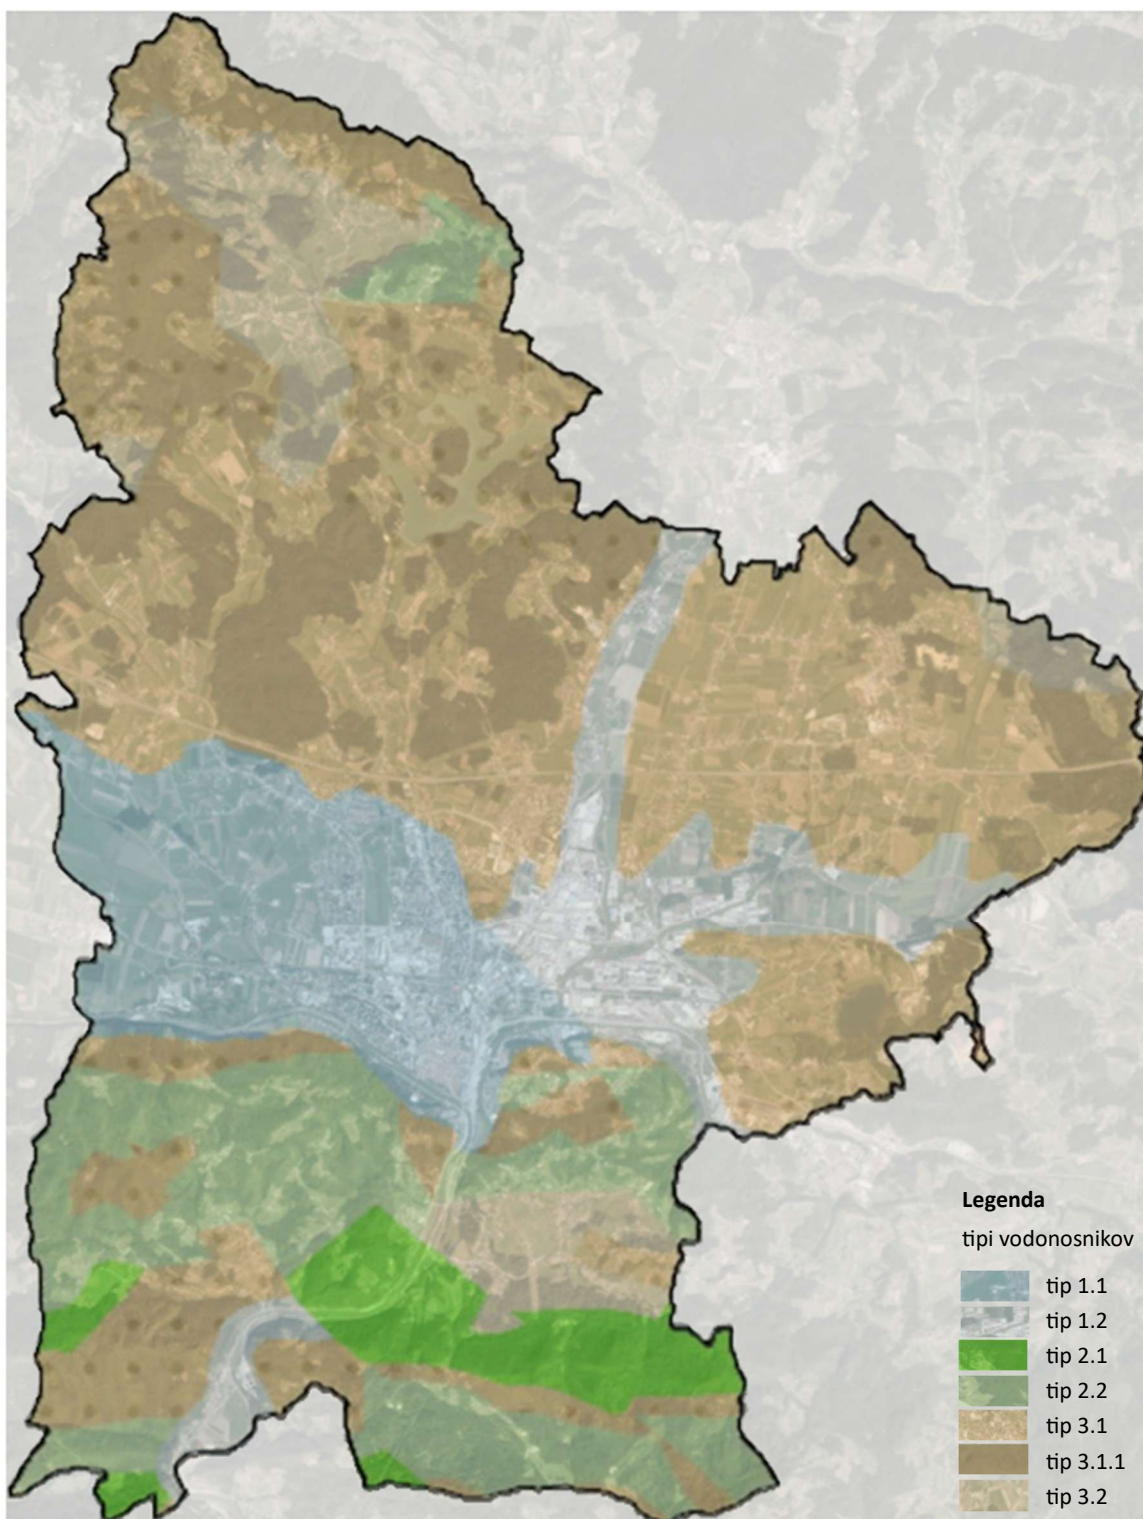 Legenda
tipi vodonosnikov
tip 1.1
tip 1.2
tip 2.1
tip 2.2
tip 3.1
tip 3.1.1
tip 3.2